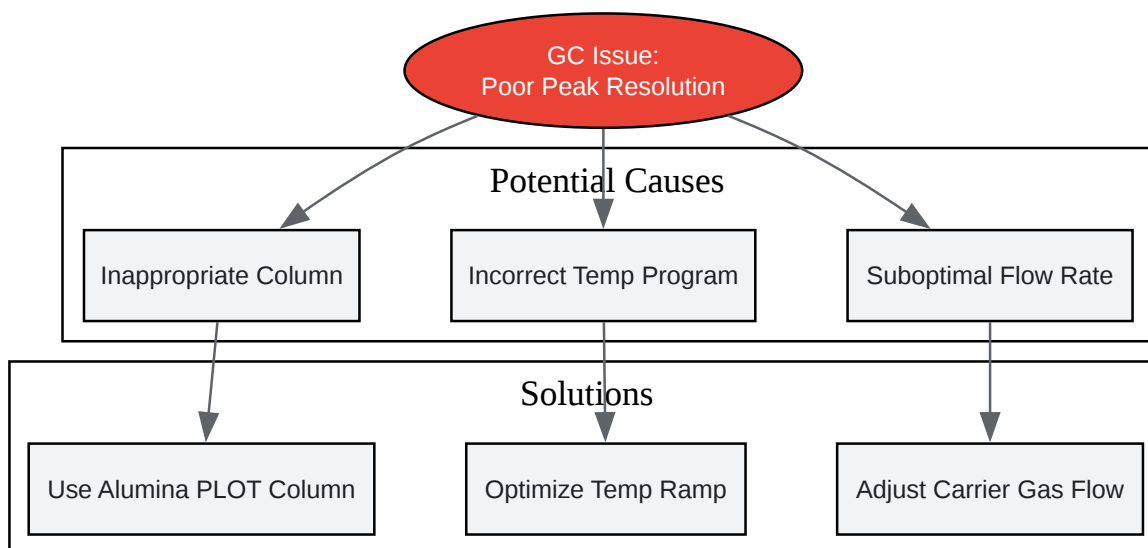 GC Issue:
Poor Peak Resolution
Potential Causes
Inappropriate Column
Incorrect Temp Program
Suboptimal Flow Rate
Solutions
Use Alumina PLOT Column
Optimize Temp Ramp
Adjust Carrier Gas Flow